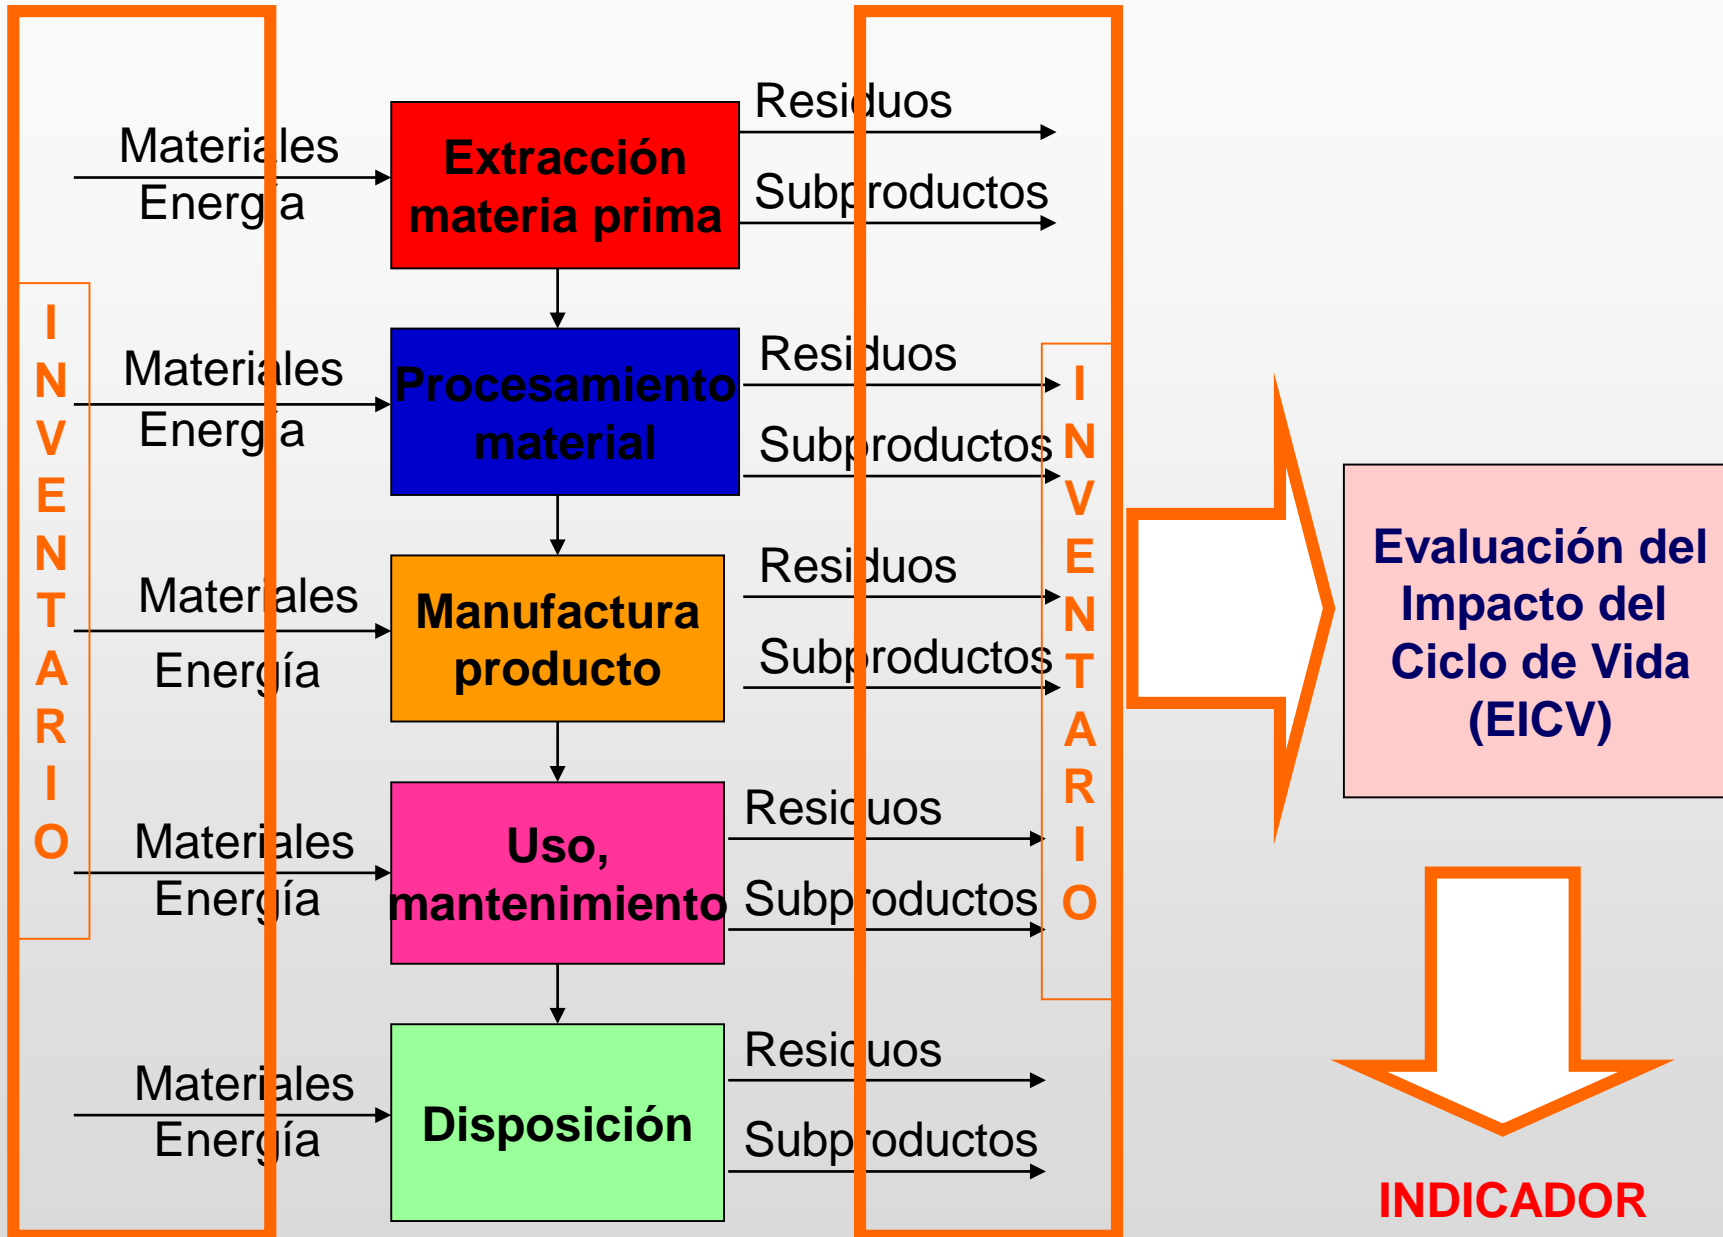 INVENTARIO
Materiales
Energía
Extracción
materia prima
Residuos
Subproductos
Materiales
Energía
Procesamiento
material
Residuos
Subproductos
Materiales
Energía
Manufactura
producto
Residuos
Subproductos
Materiales
Energía
Uso,
mantenimiento
Residuos
Subproductos
Materiales
Energía
Disposición
Residuos
Subproductos
INVENTARIO
Evaluación del
Impacto del
Ciclo de Vida
(EICV)
INDICADOR